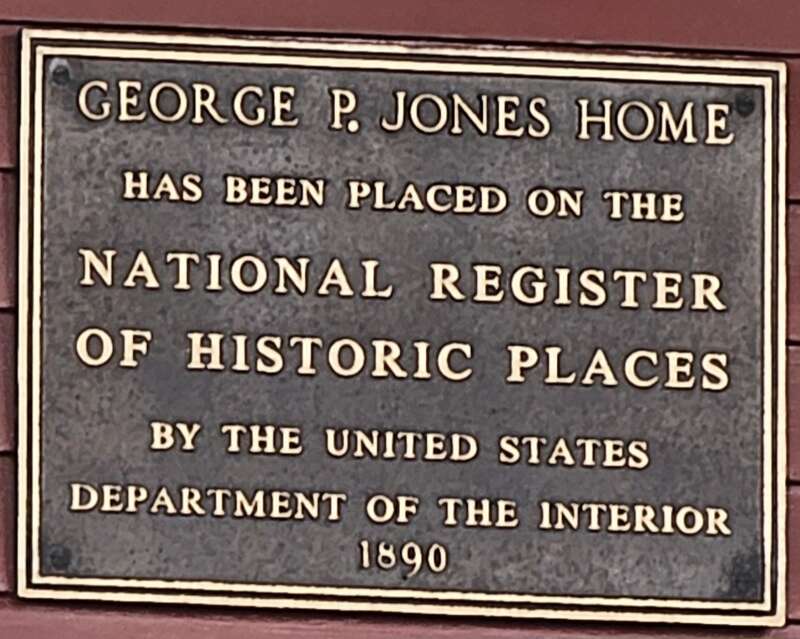 GEORGE P. JONES HOME
HAS BEEN PLACED ON THE
NATIONAL REGISTER
OF HISTORIC PLACES
BY THE UNITED STATES
DEPARTMENT OF THE INTERIOR
1890